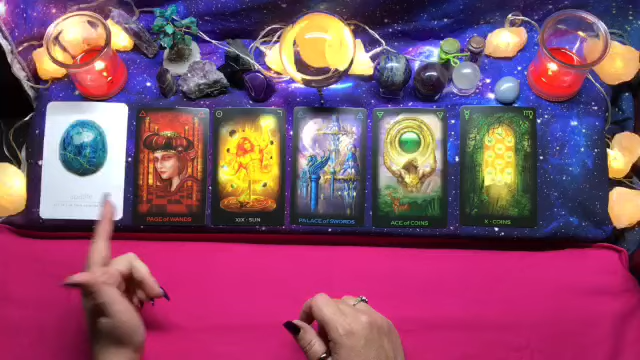 PAGE of WANDS
XIX · SUN
PALACE of SWORDS
ACE of COINS
X · COINS